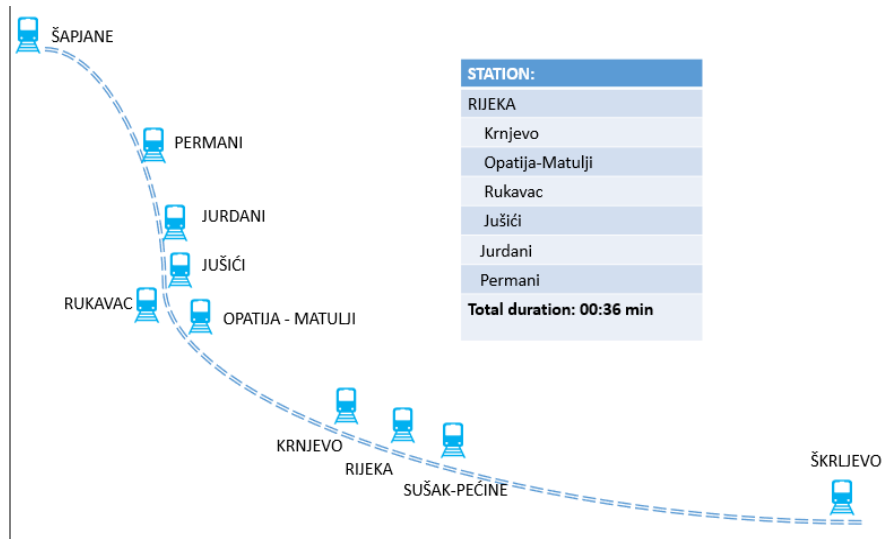 ŠAPJANE
PERMANI
JURDANI
JUŠIĆI
RUKAVAC
OPATIJA - MATULJI
KRNJEVO
RIJEKA
SUŠAK-PEĆINE
ŠKRLJEVO
STATION:
RIJEKA
Krnjevo
Opatija-Matulji
Rukavac
Jušići
Jurdani
Permani
Total duration: 00:36 min